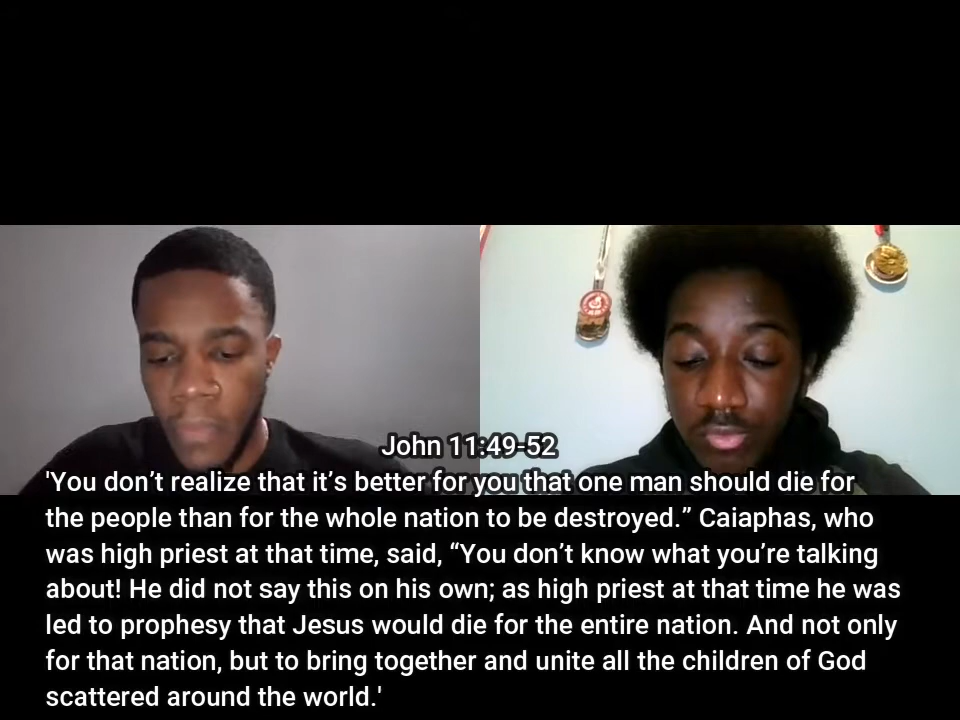 John 11:49-52
'You don’t realize that it’s better for you that one man should die for
the people than for the whole nation to be destroyed.” Caiaphas, who
was high priest at that time, said, “You don’t know what you’re talking
about! He did not say this on his own; as high priest at that time he was
led to prophesy that Jesus would die for the entire nation. And not only
for that nation, but to bring together and unite all the children of God
scattered around the world.'